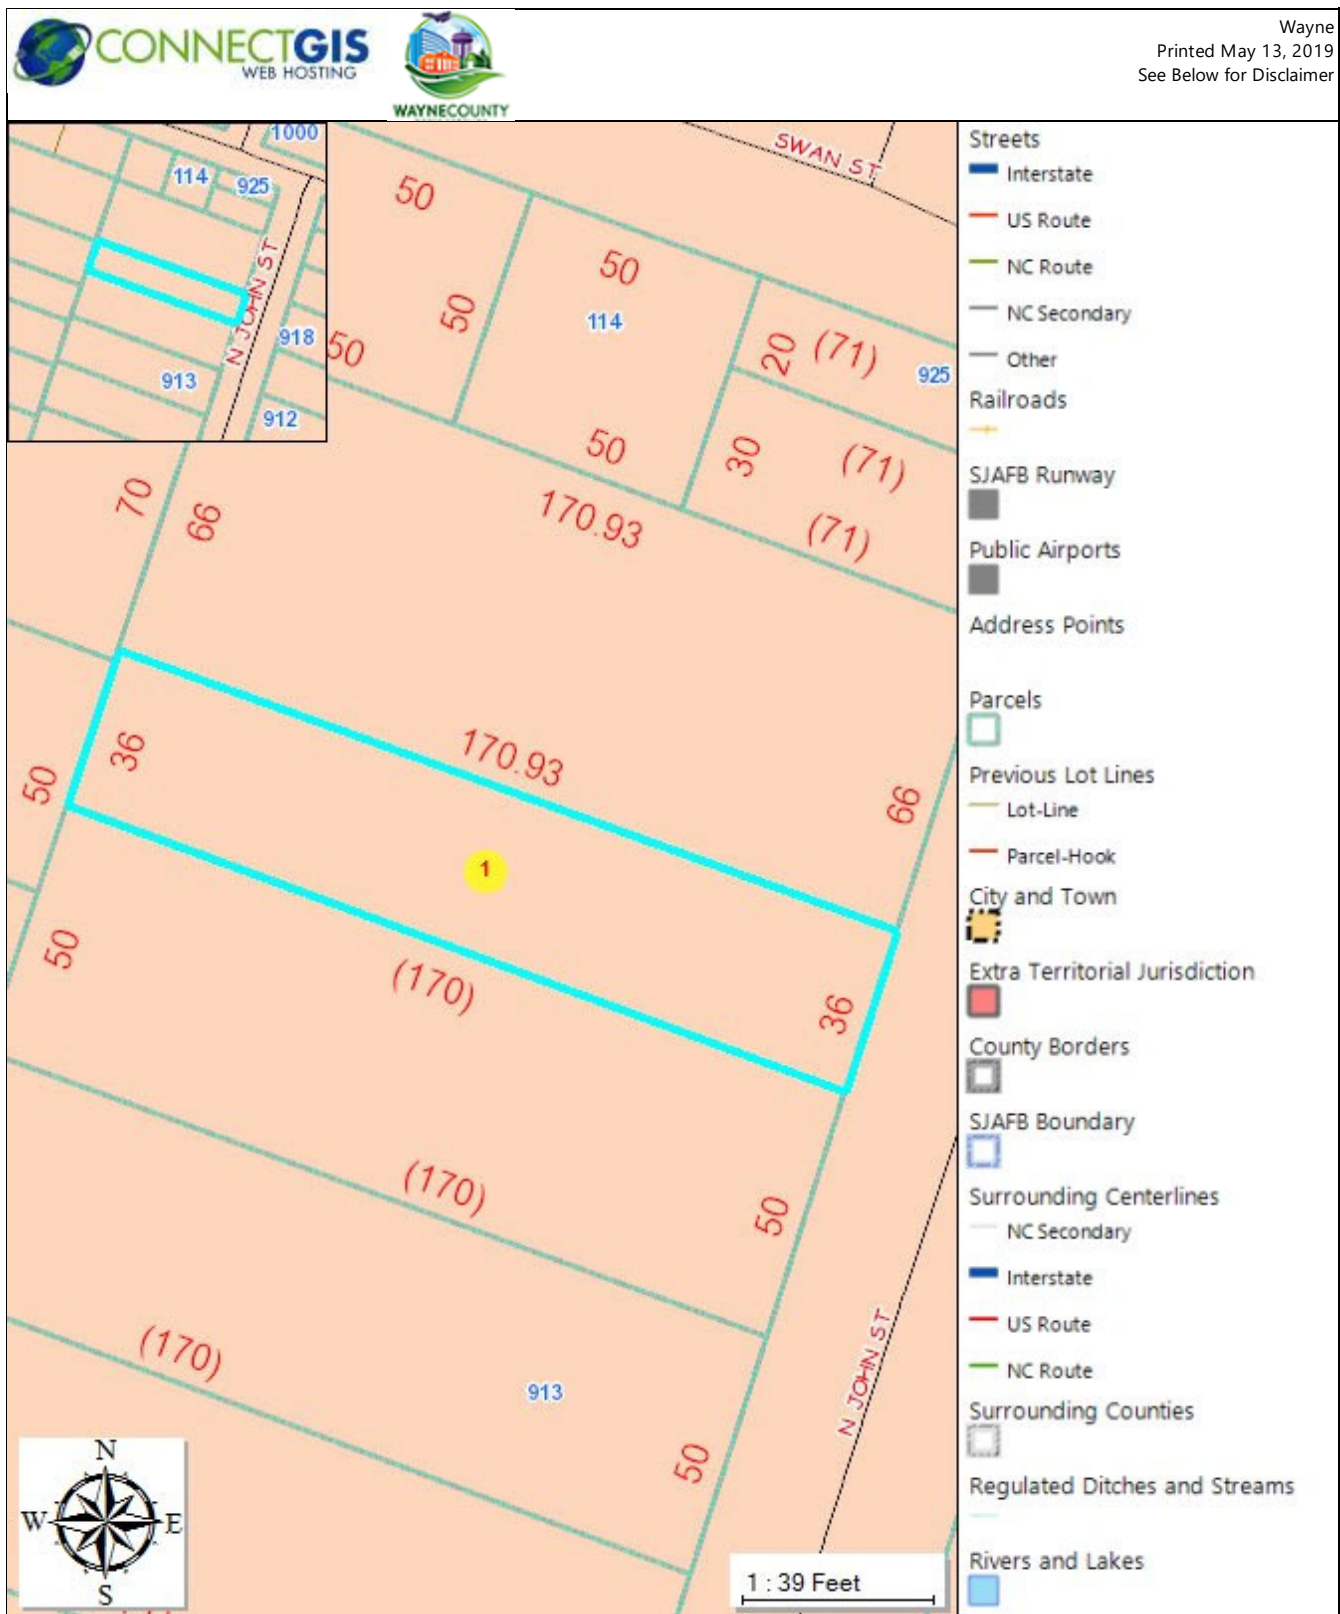 CONNECTGIS
WEB HOSTING
WAYNECOUNTY
Wayne
Printed May 13, 2019
See Below for Disclaimer
1000
114
925
N JOHN ST
918
913
912
SWAN ST
50
50
50
114
50
20
(71)
925
50
50
30
(71)
70
66
170.93
(71)
36
170.93
50
66
1
50
(170)
36
(170)
50
(170)
913
N JOHN ST
50
N
W
E
S
1 : 39 Feet
Streets
Interstate
US Route
NC Route
NC Secondary
Other
Railroads
SJAFB Runway
Public Airports
Address Points
Parcels
Previous Lot Lines
Lot-Line
Parcel-Hook
City and Town
Extra Territorial Jurisdiction
County Borders
SJAFB Boundary
Surrounding Centerlines
NC Secondary
Interstate
US Route
NC Route
Surrounding Counties
Regulated Ditches and Streams
Rivers and Lakes